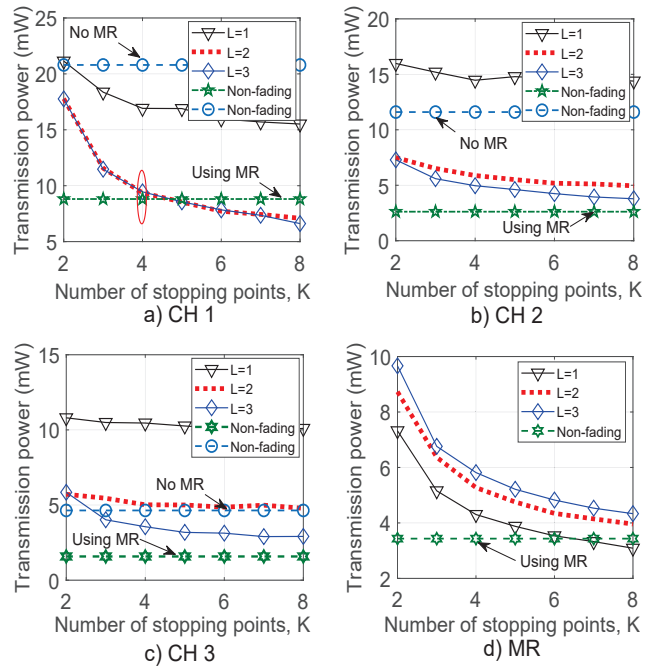 25
20
15
10
5
Transmission power (mW)
No MR
L=1
L=2
L=3
Non-fading
Non-fading
Using MR
2 4 6 8
Number of stopping points, K
a) CH 1
20
15
10
5
0
Transmission power (mW)
L=1
L=2
L=3
Non-fading
Non-fading
No MR
Using MR
2 4 6 8
Number of stopping points, K
b) CH 2
15
10
5
0
Transmission power (mW)
L=1
L=2
L=3
Non-fading
Non-fading
No MR
Using MR
2 4 6 8
Number of stopping points, K
c) CH 3
10
8
6
4
2
Transmission power (mW)
L=1
L=2
L=3
Non-fading
Using MR
2 4 6 8
Number of stopping points, K
d) MR